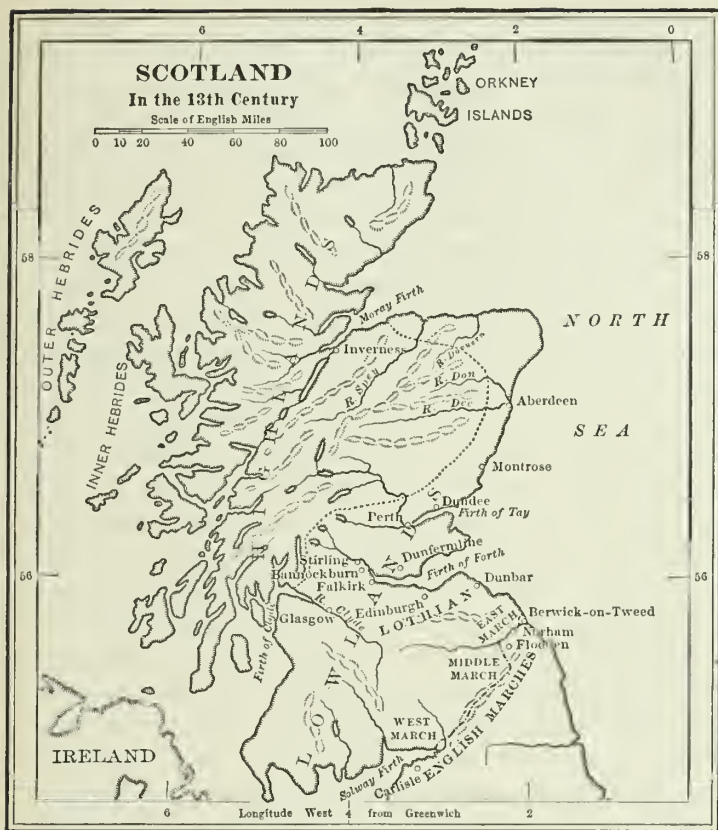 6 4 2 0
SCOTLAND
In the 13th Century
Scale of English Miles
0 10 20 40 60 80 100
ORKNEY
ISLANDS
OUTER HEBRIDES
58
58
INNER HEBRIDES
HIGHLANDS
Moray Firth
NORTH
SEA
Inverness
R. Spey
R. Don
R. Dee
Aberdeen
Montrose
Dundee
Perth
Firth of Tay
Dunfermline
Stirling
Bannockburn
Falkirk
Firth of Forth
56
56
Dunbar
Edinburgh
LOTHIAN
R. Clyde
Glasgow
Firth of Clyde
LOWLANDS
EAST
MARCH
Berwick-on-Tweed
Norham
Flodden
MIDDLE
MARCH
WEST
MARCH
ENGLISH MARCHES
Solway Firth
Carlisle
IRELAND
6 Longitude West 4 from Greenwich 2